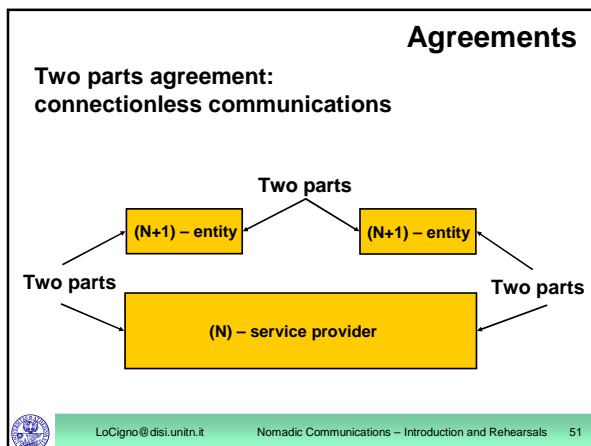 Agreements
Two parts agreement:
connectionless communications
Two parts
(N+1) – entity
(N+1) – entity
Two parts
Two parts
(N) – service provider
LoCigno@disi.unitn.it Nomadic Communications – Introduction and Rehearsals 51